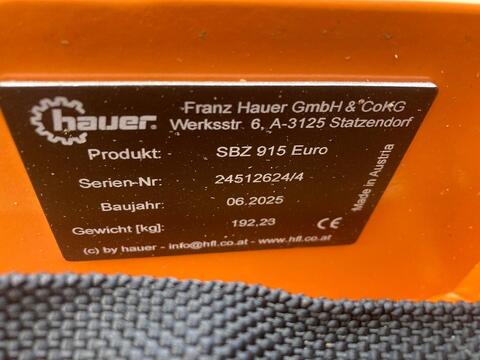 hauer
Franz Hauer GmbH & CoKG
Werksstr. 6, A-3125 Statzendorf
Produkt: SBZ 915 Euro
Serien-Nr: 24512624/4
Baujahr: 06.2025
Gewicht [kg]: 192,23 CE
(c) by hauer - info@hfl.co.at - www.hfl.co.at
Made in Austria